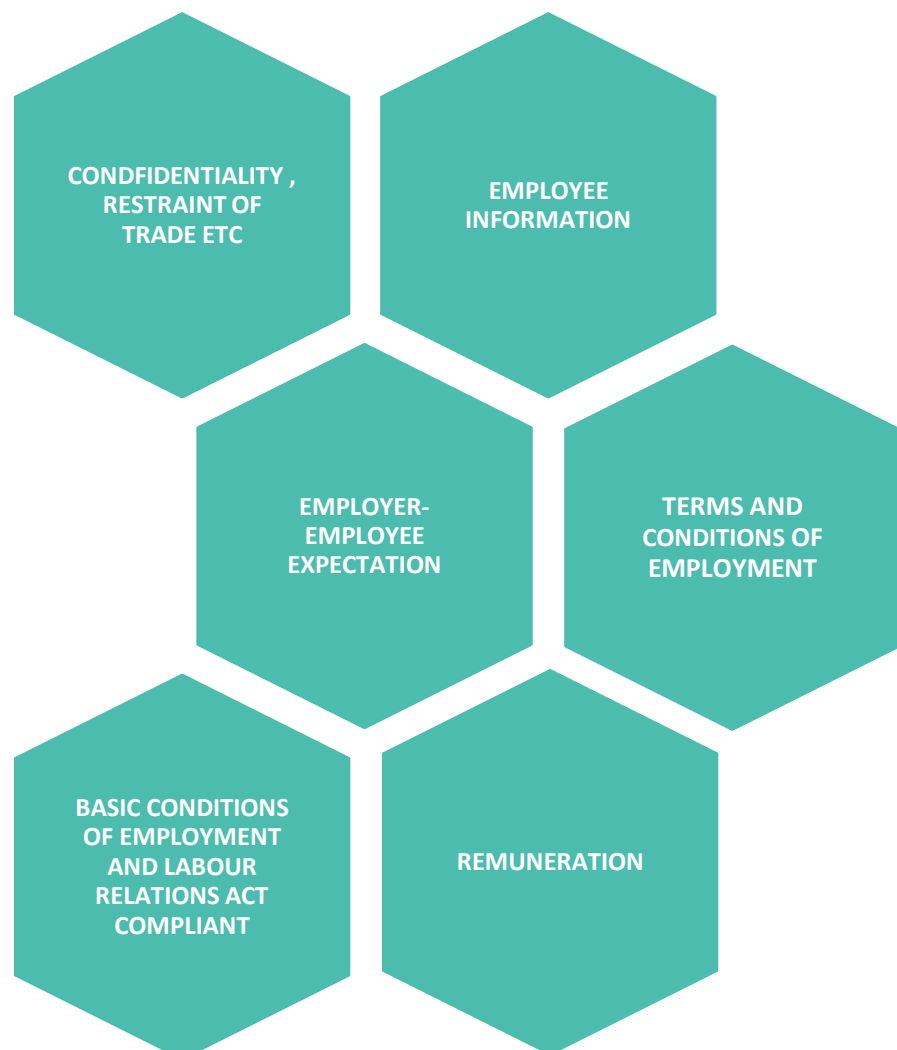 CONDFIDENTIALITY ,
RESTRAINT OF
TRADE ETC
EMPLOYEE
INFORMATION
EMPLOYER-
EMPLOYEE
EXPECTATION
TERMS AND
CONDITIONS OF
EMPLOYMENT
BASIC CONDITIONS
OF EMPLOYMENT
AND LABOUR
RELATIONS ACT
COMPLIANT
REMUNERATION